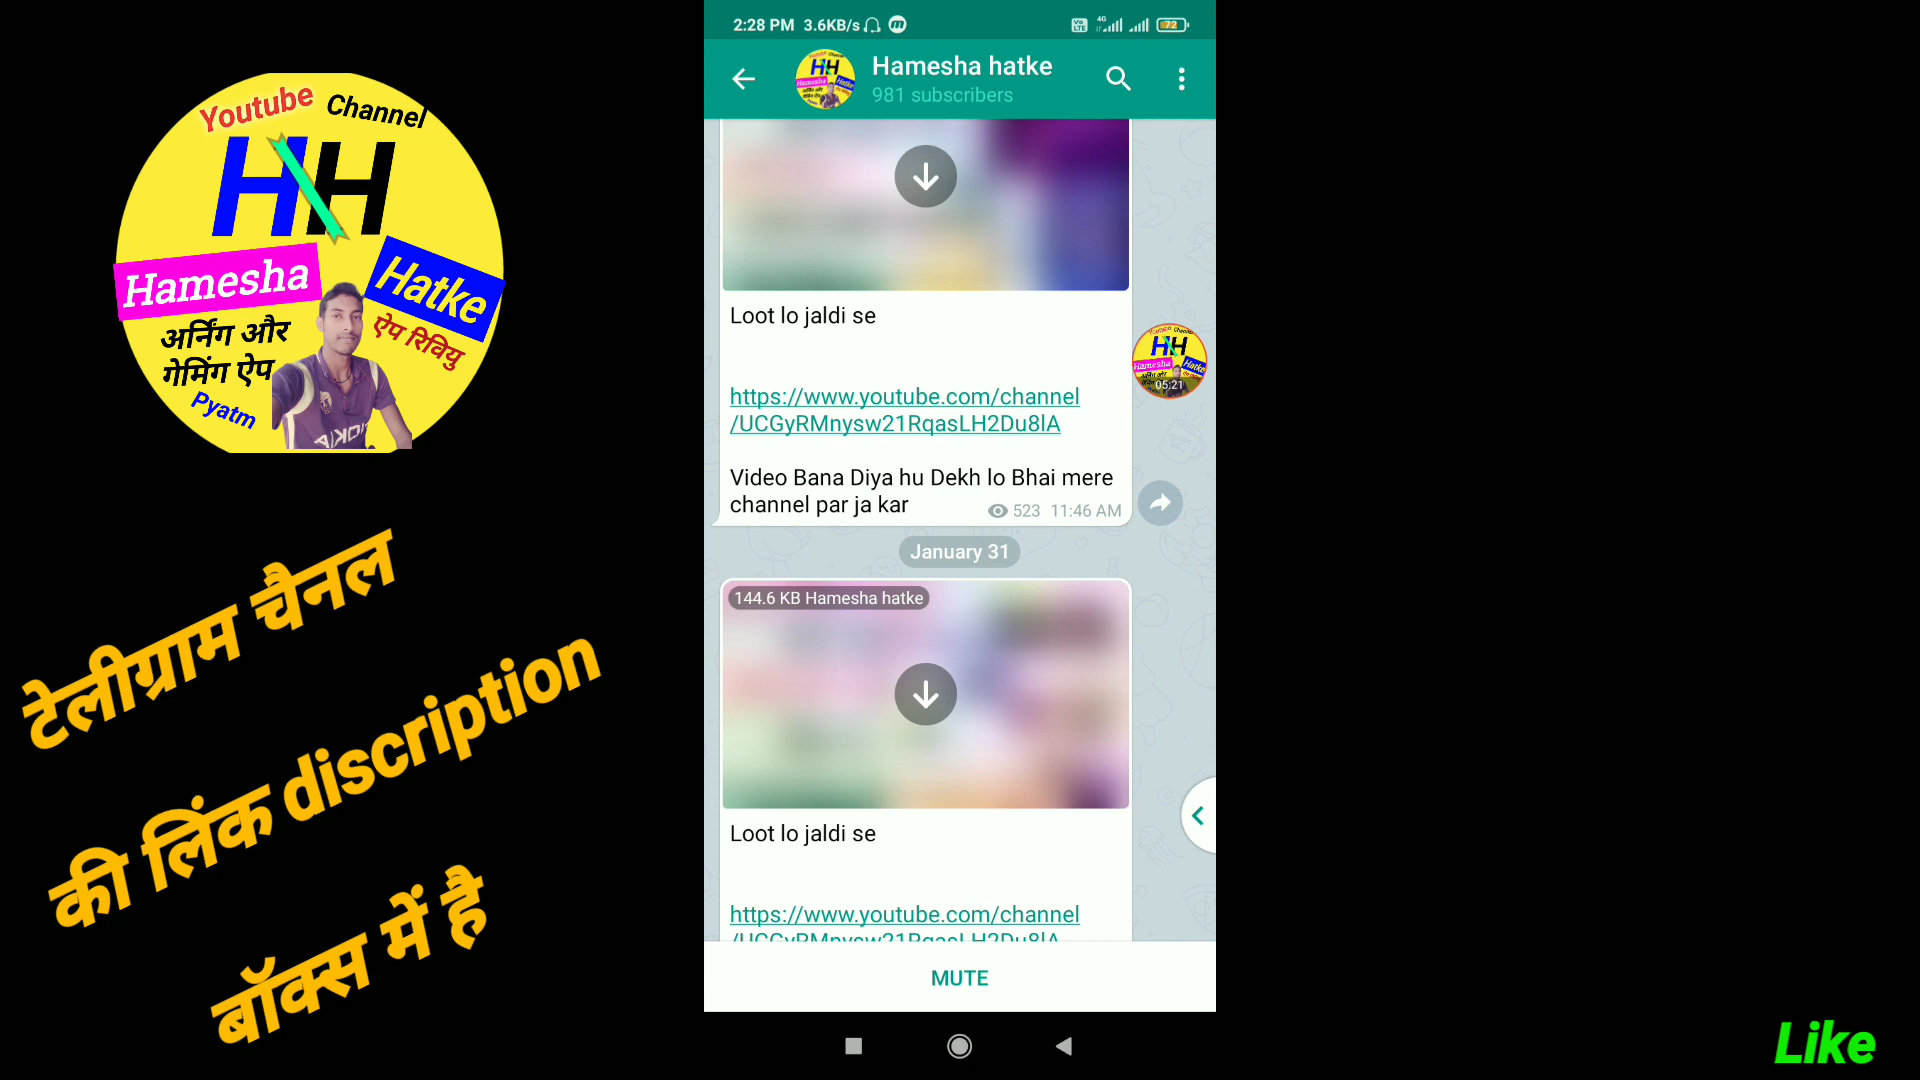 Youtube Channel
HH
Hamesha
Hatke
अर्निंग और
गेमिंग ऐप
ऐप रिवियु
Pyatm
टेलीग्राम चैनल
की लिंक discription
बॉक्स में है
2:28 PM 3.6KB/s
72
Hamesha hatke
981 subscribers
Loot lo jaldi se
https://www.youtube.com/channel
/UCGyRMnysw21RqasLH2Du8lA
Video Bana Diya hu Dekh lo Bhai mere
channel par ja kar
523 11:46 AM
05:21
January 31
144.6 KB Hamesha hatke
Loot lo jaldi se
https://www.youtube.com/channel
/UCGyRMnysw21RqasLH2Du8lA
MUTE
Like